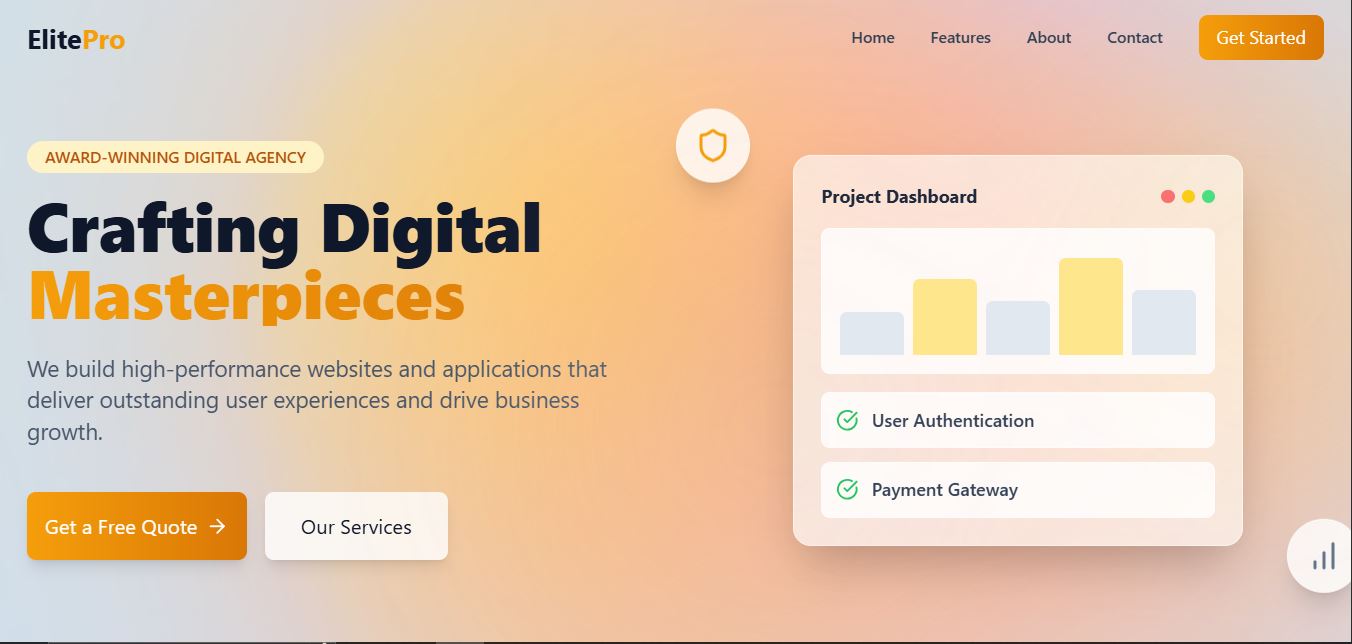 ElitePro
Home
Features
About
Contact
Get Started
AWARD-WINNING DIGITAL AGENCY
Crafting Digital
Masterpieces
We build high-performance websites and applications that
deliver outstanding user experiences and drive business
growth.
Get a Free Quote
Our Services
Project Dashboard
User Authentication
Payment Gateway